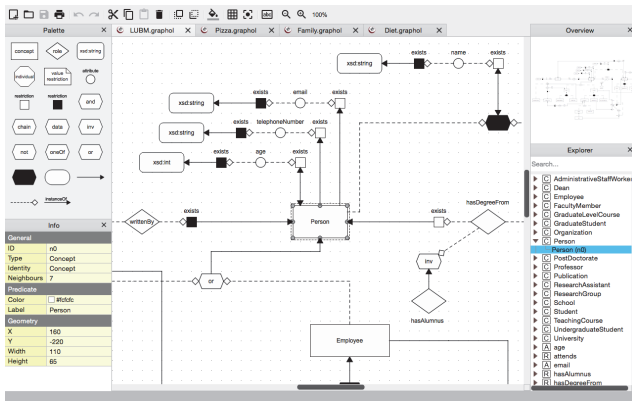 100%
Palette X
LUBM.graphol X
Pizza.graphol X
Family.graphol X
Diet.graphol X
Overview X
concept
role
xsd:string
individual
value
restriction
attribute
restriction
restriction
and
chain
data
inv
not
oneOf
or
instanceOf
Info X
General
ID n0
Type Concept
Identity Concept
Neighbours 7
Predicate
Color #fcfcfc
Label Person
Geometry
X 160
Y -220
Width 110
Height 65
xsd:string
exists
name
exists
xsd:string
exists
email
exists
xsd:string
exists
telephoneNumber
exists
xsd:int
exists
age
exists
writtenBy
exists
Person
exists
hasDegreeFrom
or
inv
hasAlumnus
Employee
Explorer X
Search...
C AdministrativeStaffWorker
C Dean
C Employee
C FacultyMember
C GraduateLevelCourse
C GraduateStudent
C Organization
C Person
Person (n0)
C PostDoctorate
C Professor
C Publication
C ResearchAssistant
C ResearchGroup
C School
C Student
C TeachingCourse
C UndergraduateStudent
C University
A age
R attends
A email
R hasAlumnus
R hasDegreeFrom